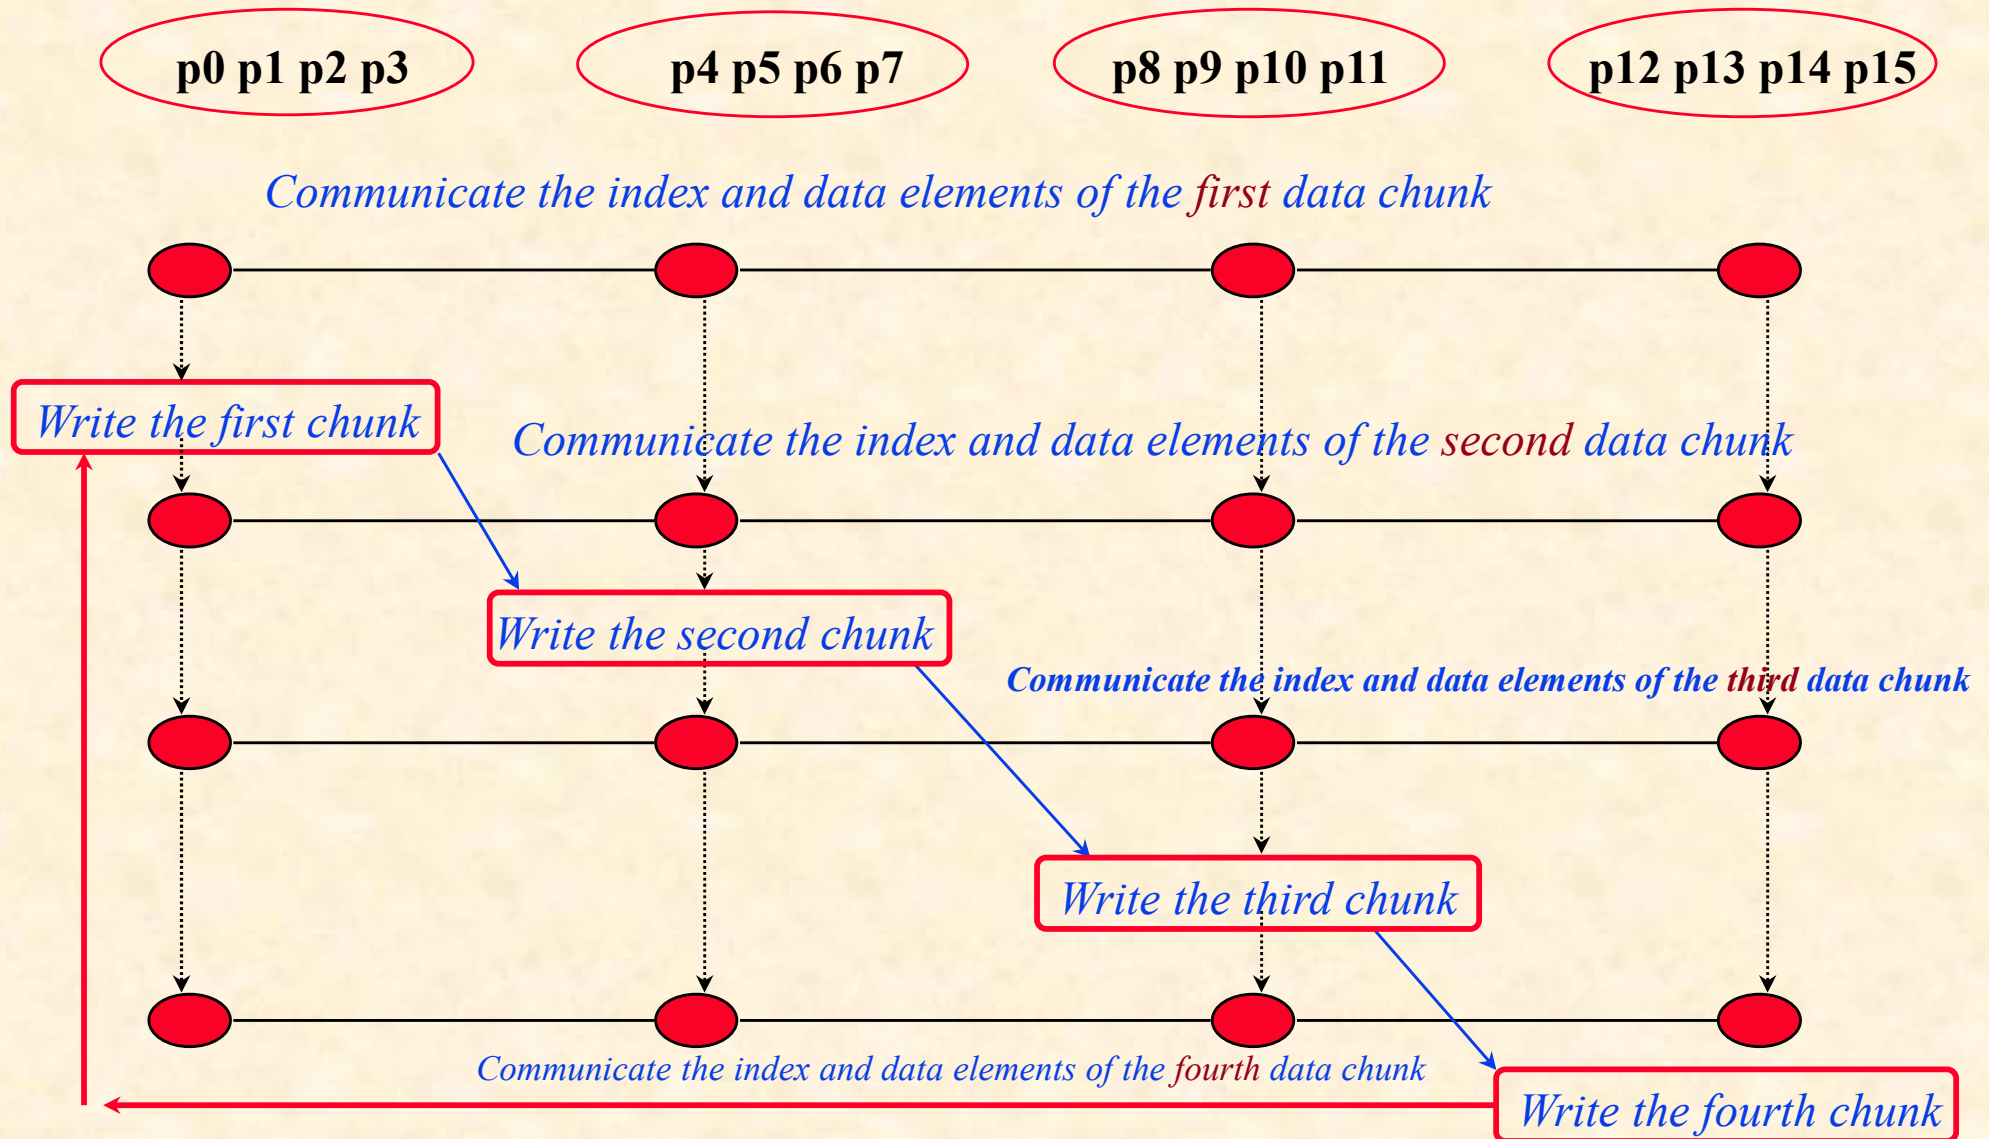 p0 p1 p2 p3
p4 p5 p6 p7
p8 p9 p10 p11
p12 p13 p14 p15
Communicate the index and data elements of the first data chunk
Write the first chunk
Communicate the index and data elements of the second data chunk
Write the second chunk
Communicate the index and data elements of the third data chunk
Write the third chunk
Communicate the index and data elements of the fourth data chunk
Write the fourth chunk